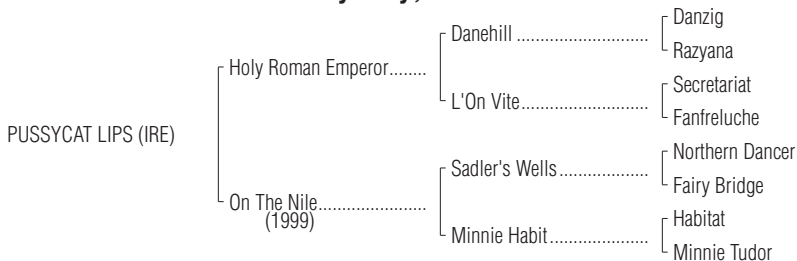 Danzig
Danehill
Razyana
Holy Roman Emperor........
Secretariat
L'On Vite
Fanfreluche
PUSSYCAT LIPS (IRE)
Northern Dancer
Sadler's Wells
Fairy Bridge
On The Nile
(1999)
Habitat
Minnie Habit
Minnie Tudor